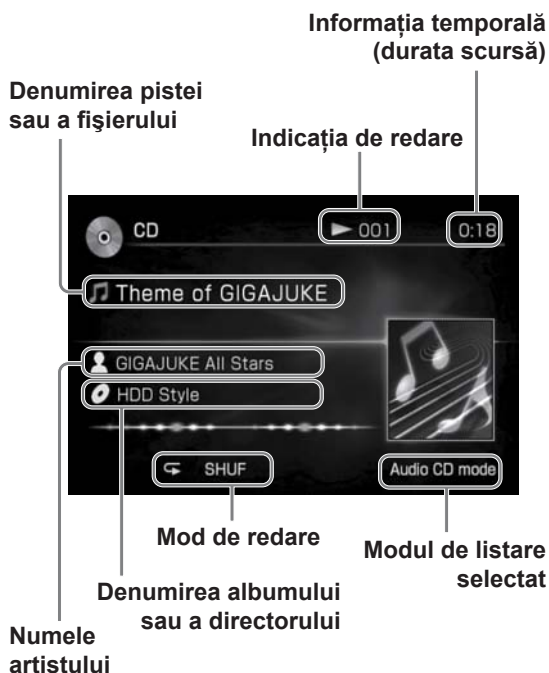 Informația temporală
(durata scursă)
Denumirea pistei
sau a fişierului
Indicația de redare
CD
001
0:18
Theme of GIGAJUKE
GIGAJUKE All Stars
HDD Style
SHUF
Audio CD mode
Mod de redare
Modul de listare
selectat
Denumirea albumului
sau a directorului
Numele
artistului